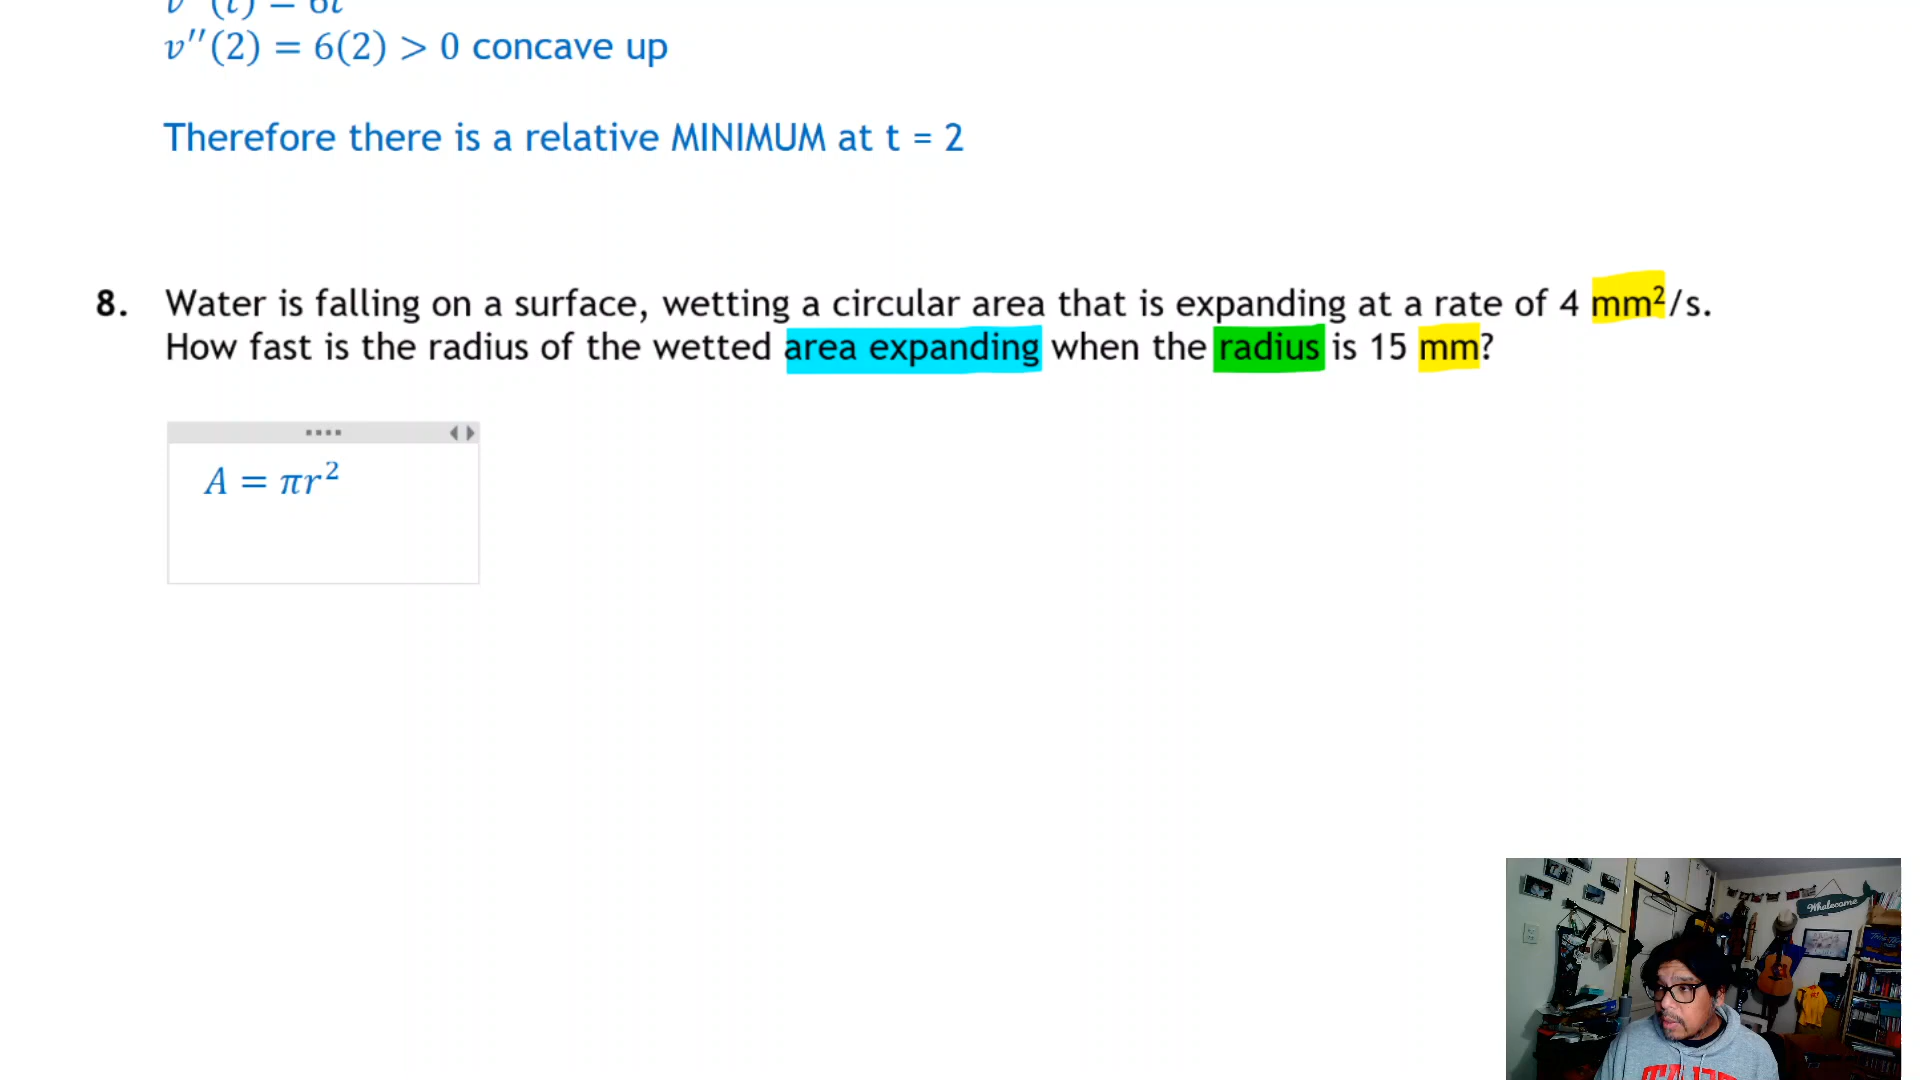 v''(2) = 6(2) > 0 concave up
Therefore there is a relative MINIMUM at t = 2
8. Water is falling on a surface, wetting a circular area that is expanding at a rate of 4 mm²/s.
How fast is the radius of the wetted area expanding when the radius is 15 mm?
A = πr²
Whalecome